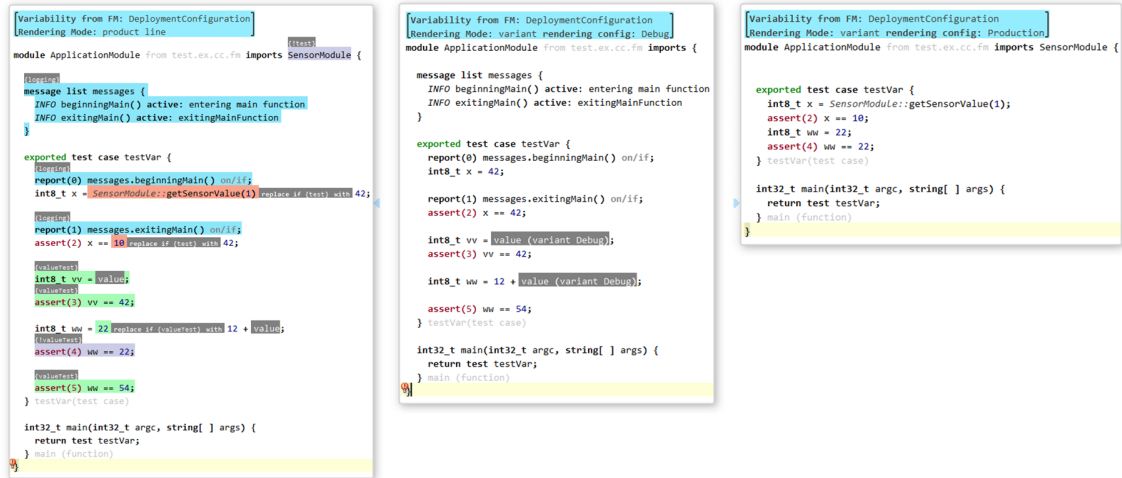 Variability from FM: DeploymentConfiguration
Rendering Mode: product line
{!test}
module ApplicationModule from test.ex.cc.fm imports SensorModule {
{logging}
message list messages {
INFO beginningMain() active: entering main function
INFO exitingMain() active: exitingMainFunction
}
exported test case testVar {
{logging}
report(0) messages.beginningMain() on/if;
int8_t x = SensorModule::getSensorValue(1) replace if {test} with 42;
{logging}
report(1) messages.exitingMain() on/if;
assert(2) x == 10 replace if {test} with 42;
{valueTest}
int8_t vv = value;
{valueTest}
assert(3) vv == 42;
int8_t ww = 22 replace if {valueTest} with 12 + value;
{!valueTest}
assert(4) ww == 22;
{valueTest}
assert(5) ww == 54;
} testVar(test case)
int32_t main(int32_t argc, string[ ] args) {
return test testVar;
} main (function)
}
Variability from FM: DeploymentConfiguration
Rendering Mode: variant rendering config: Debug
module ApplicationModule from test.ex.cc.fm imports {
message list messages {
INFO beginningMain() active: entering main function
INFO exitingMain() active: exitingMainFunction
}
exported test case testVar {
report(0) messages.beginningMain() on/if;
int8_t x = 42;
report(1) messages.exitingMain() on/if;
assert(2) x == 42;
int8_t vv = value (variant Debug);
assert(3) vv == 42;
int8_t ww = 12 + value (variant Debug);
assert(5) ww == 54;
} testVar(test case)
int32_t main(int32_t argc, string[ ] args) {
return test testVar;
} main (function)
}
Variability from FM: DeploymentConfiguration
Rendering Mode: variant rendering config: Production
module ApplicationModule from test.ex.cc.fm imports SensorModule {
exported test case testVar {
int8_t x = SensorModule::getSensorValue(1);
assert(2) x == 10;
int8_t ww = 22;
assert(4) ww == 22;
} testVar(test case)
int32_t main(int32_t argc, string[ ] args) {
return test testVar;
} main (function)
}